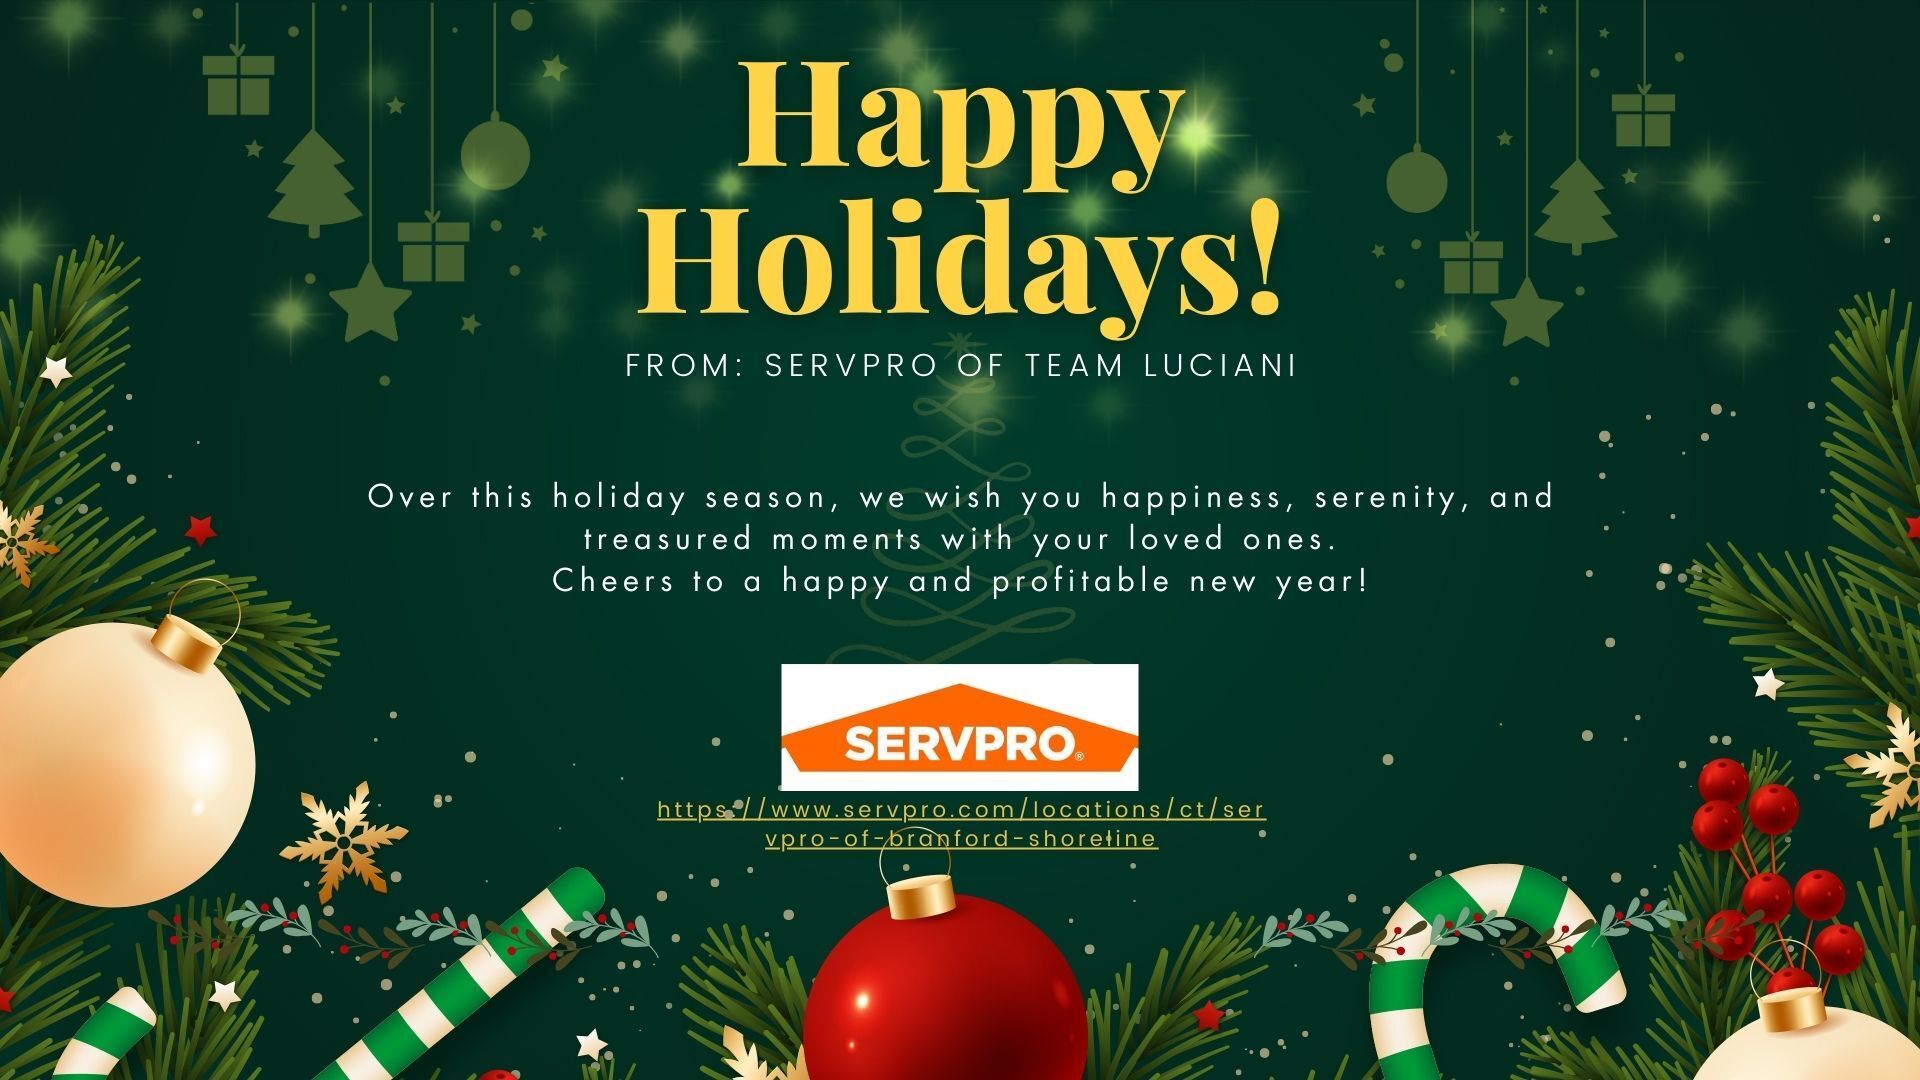 Happy
Holidays!
FROM: SERVPRO OF TEAM LUCIANI
Over this holiday season, we wish you happiness, serenity, and
treasured moments with your loved ones.
Cheers to a happy and profitable new year!
SERVPRO®
https://www.servpro.com/locations/ct/ser
vpro-of-branford-shoreline